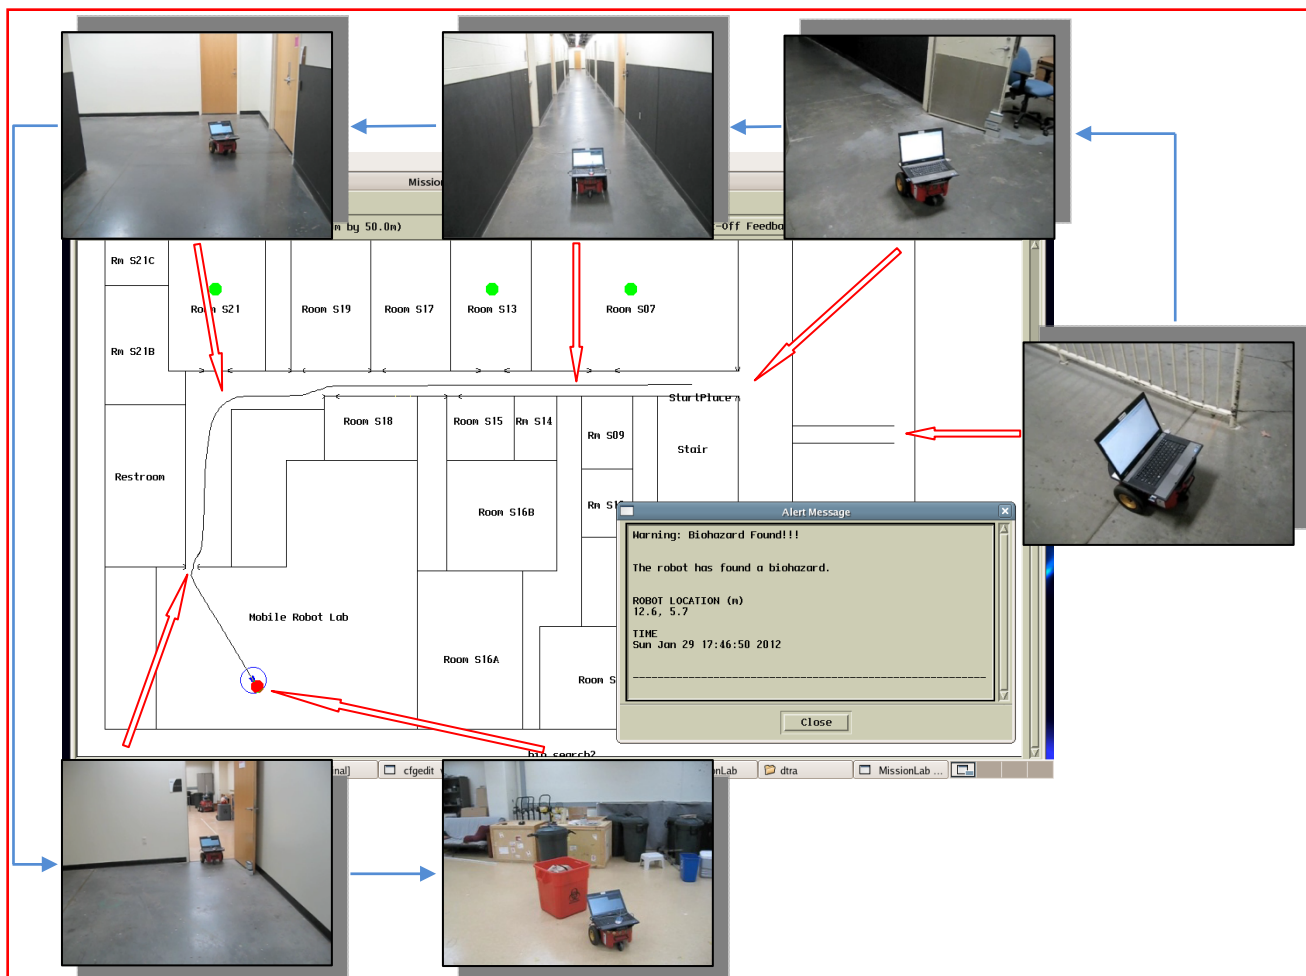 Mission
m by 50.0m)
-Off Feedba
Rm S21C
Room S21
Room S19
Room S17
Room S13
Room S07
Rm S21B
StartPlace
Room S18
Room S15
Rm S14
Rm S09
Stair
Restroom
Room S16B
Rm S1
Alert Message
Warning: Biohazard Found!!!
The robot has found a biohazard.
ROBOT LOCATION (m)
12.6, 5.7
TIME
Sun Jan 29 17:46:50 2012
Close
Mobile Robot Lab
Room S16A
Room S
bio_search2
nal]
cfgedit
onLab
dtra
MissionLab ...